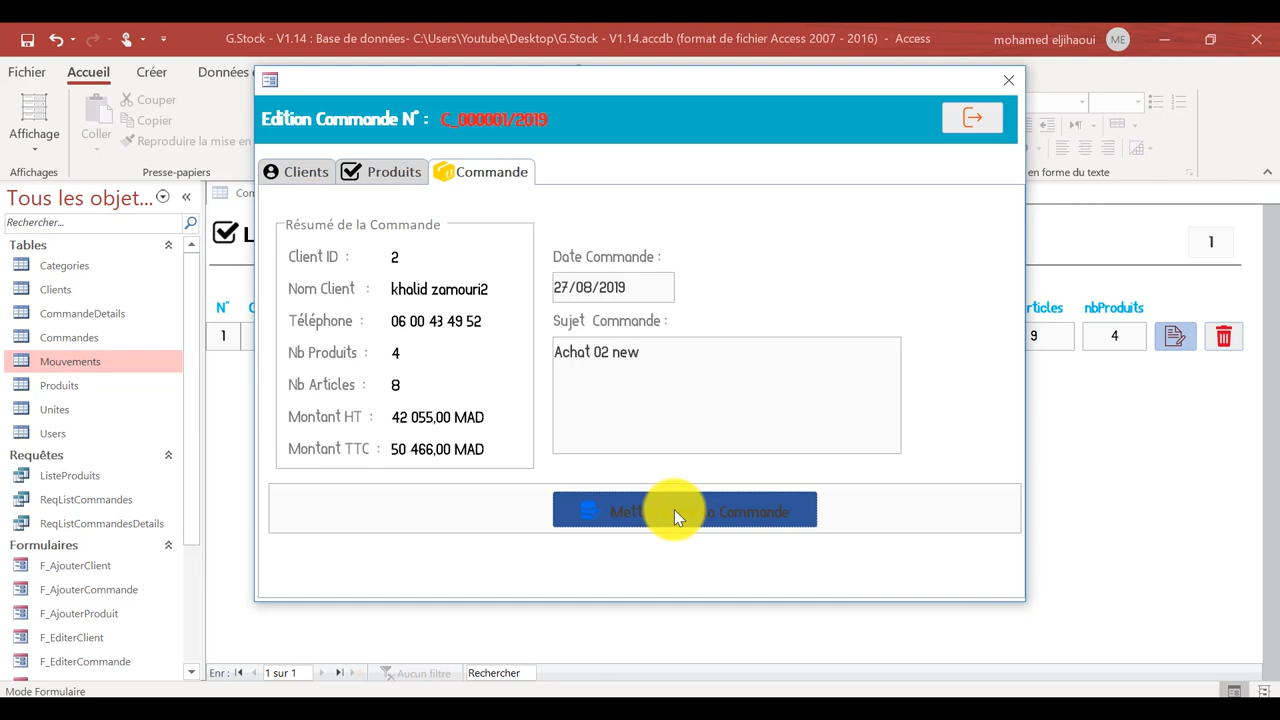 G.Stock - V1.14 : Base de données- C:\Users\Youtube\Desktop\G.Stock - V1.14.accdb (format de fichier Access 2007 - 2016) - Access
mohamed eljihaoui
ME
Fichier
Accueil
Créer
Données
Affichage
Affichages
Coller
Couper
Copier
Reproduire la mise en
Presse-papiers
en forme du texte
Edition Commande N° : C_000001/2019
Clients
Produits
Commande
Résumé de la Commande
Client ID : 2
Nom Client : khalid zamouri2
Téléphone : 06 00 43 49 52
Nb Produits : 4
Nb Articles : 8
Montant HT : 42 055,00 MAD
Montant TTC : 50 466,00 MAD
Date Commande :
27/08/2019
Sujet Commande :
Achat 02 new
Commande
Tous les objet...
Rechercher...
Tables
Categories
Clients
CommandeDetails
Commandes
Mouvements
Produits
Unites
Users
Requêtes
ListeProduits
ReqListCommandes
ReqListCommandesDetails
Formulaires
F_AjouterClient
F_AjouterCommande
F_AjouterProduit
F_EditerClient
F_EditerCommande
Com
L
1
N°
C
rticles
nbProduits
1
9
4
Enr :
1 sur 1
Aucun filtre
Rechercher
Mode Formulaire